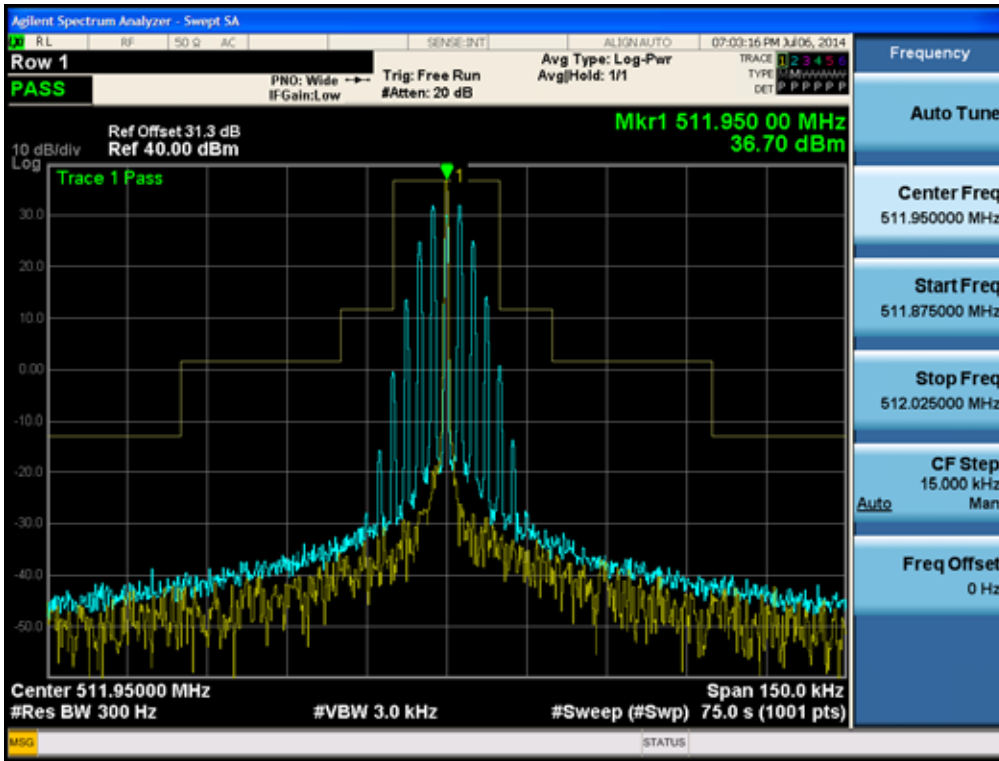 Agilent Spectrum Analyzer - Swept SA
RL RF 50 Ω AC SENSE:INT ALIGN AUTO 07:03:16 PM Jul 06, 2014
Row 1
PASS
PNO: Wide
IFGain:Low
Trig: Free Run
#Atten: 20 dB
Avg Type: Log-Pwr
Avg|Hold: 1/1
TRACE 1 2 3 4 5 6
TYPE
DET P P P P P P
Ref Offset 31.3 dB
10 dB/div Ref 40.00 dBm
Log
Mkr1 511.950 00 MHz
36.70 dBm
Trace 1 Pass
1
30.0
20.0
10.0
0.00
-10.0
-20.0
-30.0
-40.0
-50.0
Center 511.95000 MHz Span 150.0 kHz
#Res BW 300 Hz #VBW 3.0 kHz #Sweep (#Swp) 75.0 s (1001 pts)
MSG STATUS
Frequency
Auto Tune
Center Freq
511.950000 MHz
Start Freq
511.875000 MHz
Stop Freq
512.025000 MHz
CF Step
15.000 kHz
Auto Man
Freq Offset
0 Hz